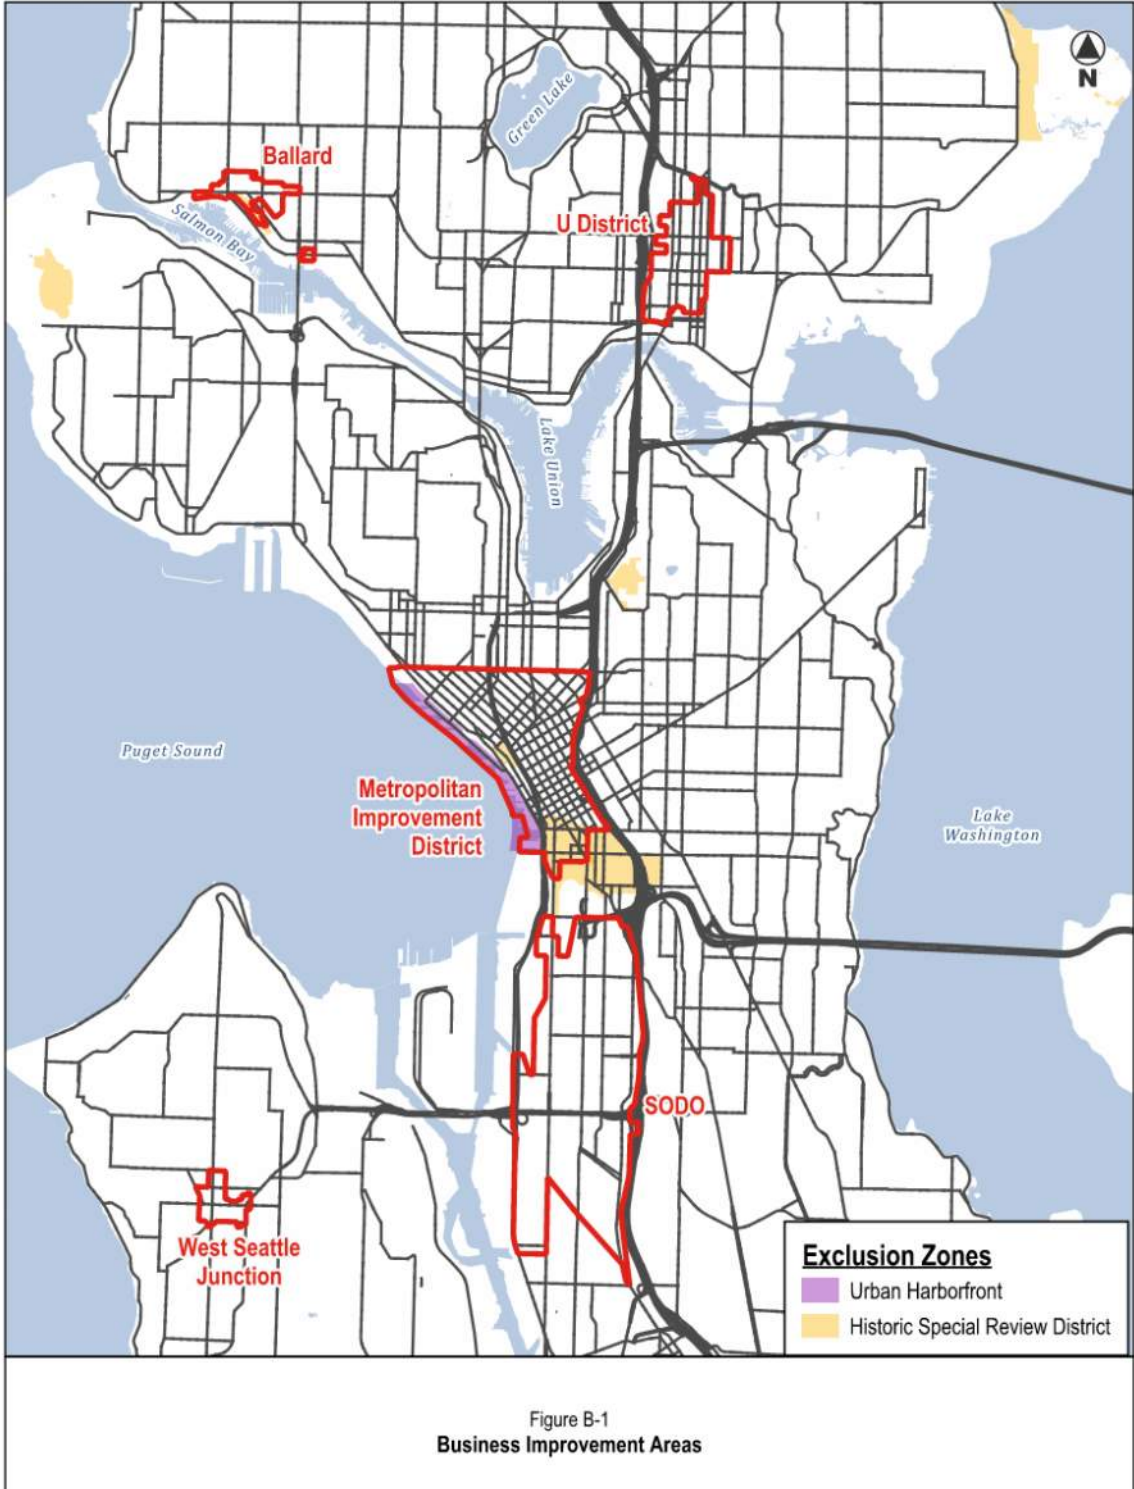 N
Green Lake
Ballard
Salmon Bay
U District
Lake Union
Puget Sound
Metropolitan
Improvement
District
Lake
Washington
SODO
West Seattle
Junction
Exclusion Zones
Urban Harborfront
Historic Special Review District
Figure B-1
Business Improvement Areas